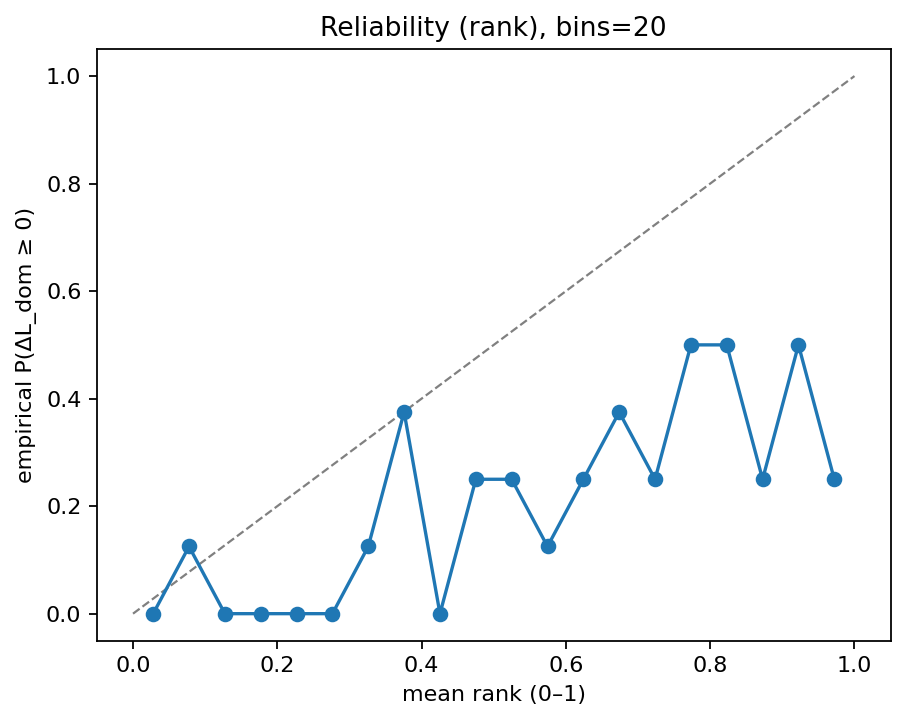 Reliability (rank), bins=20
empirical P(ΔL_dom ≥ 0)
1.0
0.8
0.6
0.4
0.2
0.0
0.0 0.2 0.4 0.6 0.8 1.0
mean rank (0–1)